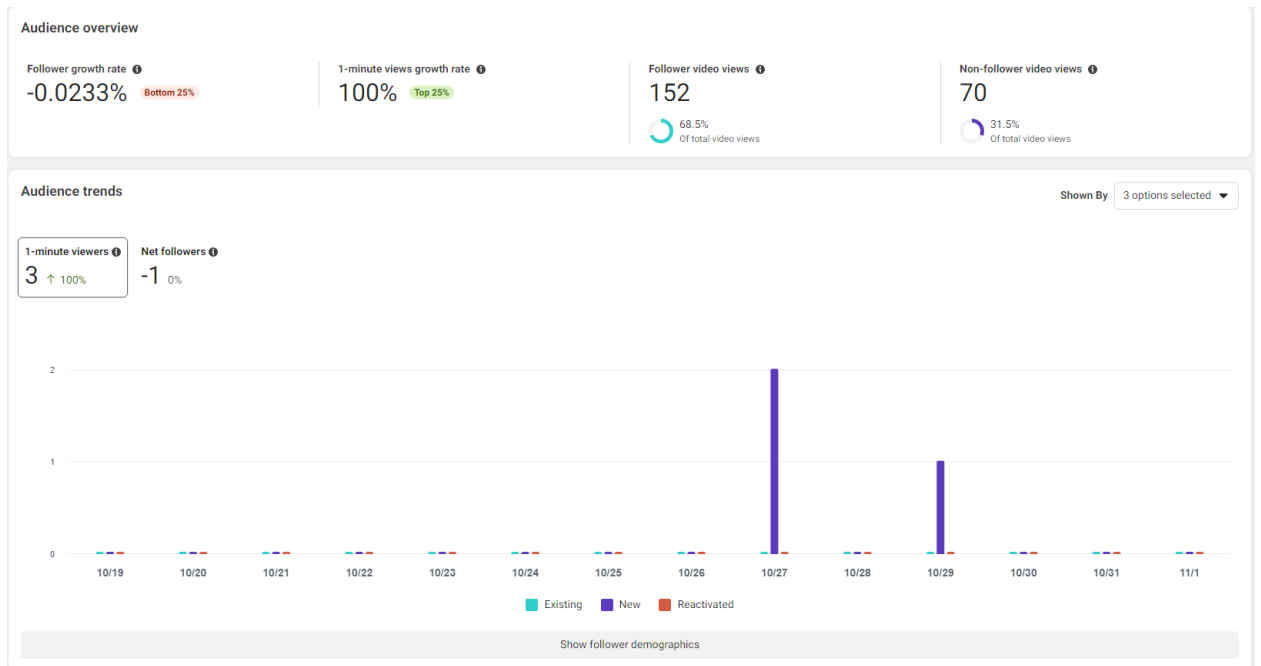 Audience overview
Follower growth rate
-0.0233% Bottom 25%
1-minute views growth rate
100% Top 25%
Follower video views
152
68.5%
Of total video views
Non-follower video views
70
31.5%
Of total video views
Audience trends
Shown By 3 options selected
1-minute viewers
3 ↑ 100%
Net followers
-1 0%
2
1
0
10/19 10/20 10/21 10/22 10/23 10/24 10/25 10/26 10/27 10/28 10/29 10/30 10/31 11/1
Existing New Reactivated
Show follower demographics